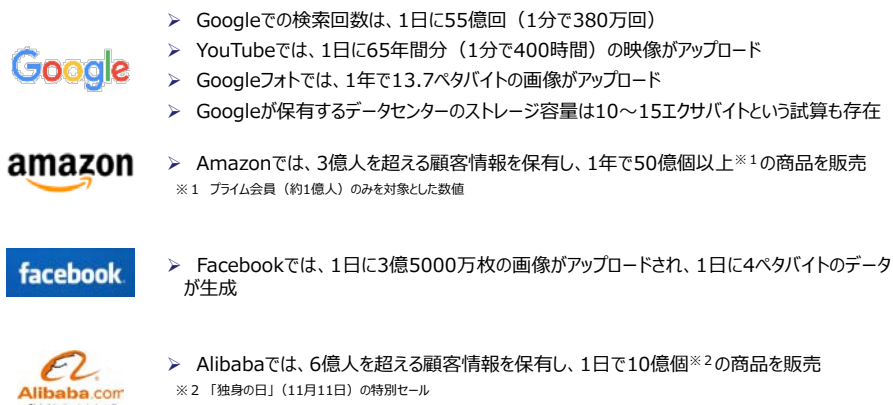 ➢ Googleでの検索回数は、1日に55億回（1分で380万回）
➢ YouTubeでは、1日に65年間分（1分で400時間）の映像がアップロード
Google
➢ Googleフォトでは、1年で13.7ペタバイトの画像がアップロード
➢ Googleが保有するデータセンターのストレージ容量は10～15エクサバイトという試算も存在
amazon
➢ Amazonでは、3億人を超える顧客情報を保有し、1年で50億個以上※1の商品を販売
※1 プライム会員（約1億人）のみを対象とした数値
facebook
➢ Facebookでは、1日に3億5000万枚の画像がアップロードされ、1日に4ペタバイトのデータ
が生成
➢ Alibabaでは、6億人を超える顧客情報を保有し、1日で10億個※2の商品を販売
Alibaba.com
※2 「独身の日」（11月11日）の特別セール